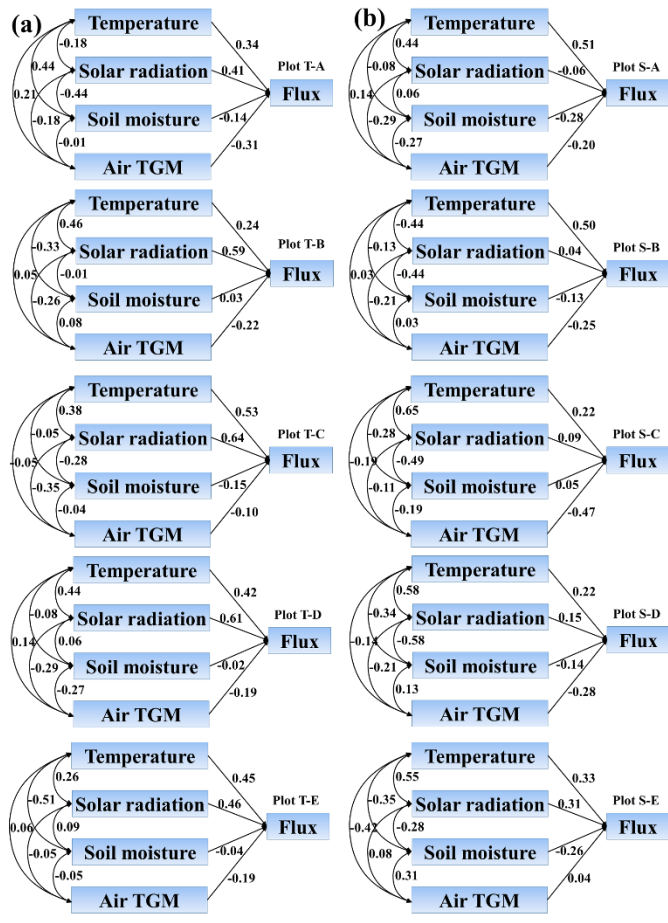 (a)
Temperature
-0.18
0.34
Plot T-A
0.44
Solar radiation
0.41
0.21
-0.44
Flux
-0.18
Soil moisture
-0.14
-0.01
-0.31
Air TGM
Temperature
0.46
0.24
Plot T-B
-0.33
Solar radiation
0.59
0.05
-0.01
Flux
-0.26
Soil moisture
0.03
0.08
-0.22
Air TGM
Temperature
0.38
0.53
Plot T-C
-0.05
Solar radiation
0.64
-0.05
-0.28
Flux
-0.35
Soil moisture
-0.15
-0.04
-0.10
Air TGM
Temperature
0.44
0.42
Plot T-D
-0.08
Solar radiation
0.61
0.14
0.06
Flux
-0.29
Soil moisture
-0.02
-0.27
-0.19
Air TGM
Temperature
0.26
0.45
Plot T-E
-0.51
Solar radiation
0.46
0.06
0.09
Flux
-0.05
Soil moisture
-0.04
-0.05
-0.19
Air TGM
(b)
Temperature
0.44
0.51
Plot S-A
-0.08
Solar radiation
-0.06
0.14
0.06
Flux
-0.29
Soil moisture
-0.28
-0.27
-0.20
Air TGM
Temperature
-0.44
0.50
Plot S-B
-0.13
Solar radiation
0.04
0.03
-0.44
Flux
-0.21
Soil moisture
-0.13
0.03
-0.25
Air TGM
Temperature
0.65
0.22
Plot S-C
-0.28
Solar radiation
0.09
-0.19
-0.49
Flux
-0.11
Soil moisture
0.05
-0.19
-0.47
Air TGM
Temperature
0.58
0.22
Plot S-D
-0.34
Solar radiation
0.15
-0.14
-0.58
Flux
-0.21
Soil moisture
-0.14
0.13
-0.28
Air TGM
Temperature
0.55
0.33
Plot S-E
-0.35
Solar radiation
0.31
-0.42
-0.28
Flux
0.08
Soil moisture
-0.26
0.31
0.04
Air TGM